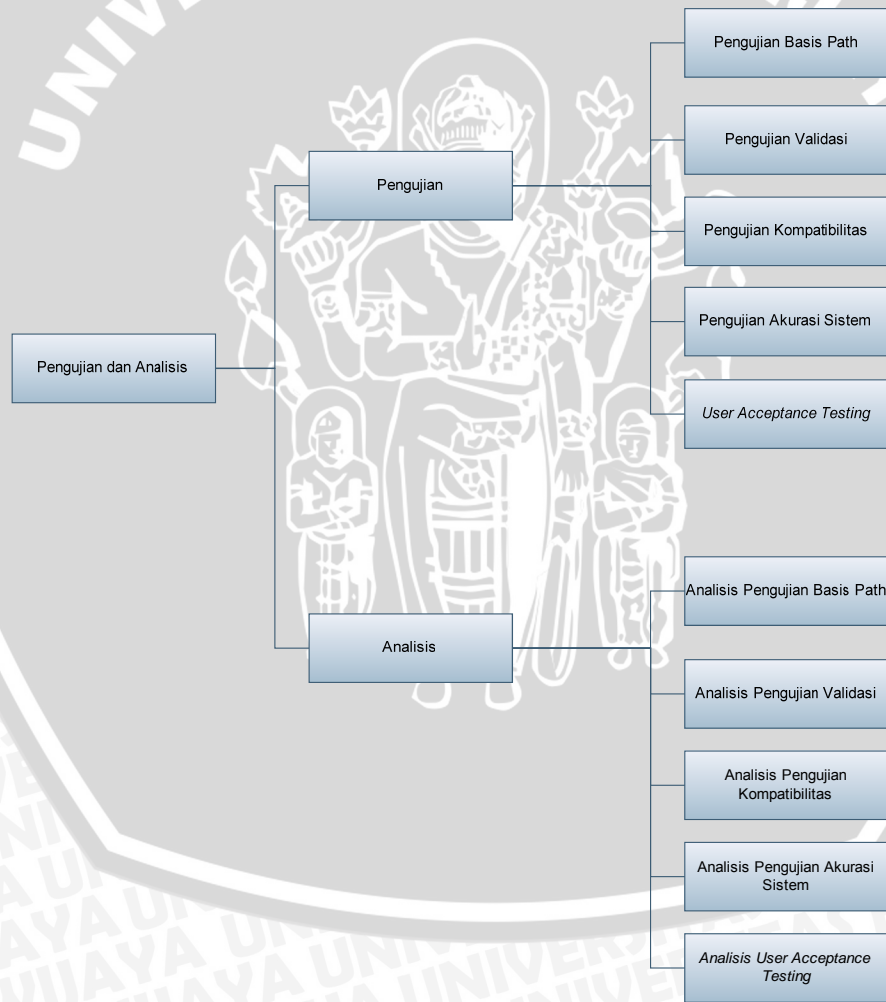 Pengujian dan Analisis
Pengujian
Pengujian Basis Path
Pengujian Validasi
Pengujian Kompatibilitas
Pengujian Akurasi Sistem
User Acceptance Testing
Analisis
Analisis Pengujian Basis Path
Analisis Pengujian Validasi
Analisis Pengujian
Kompatibilitas
Analisis Pengujian Akurasi
Sistem
Analisis User Acceptance
Testing